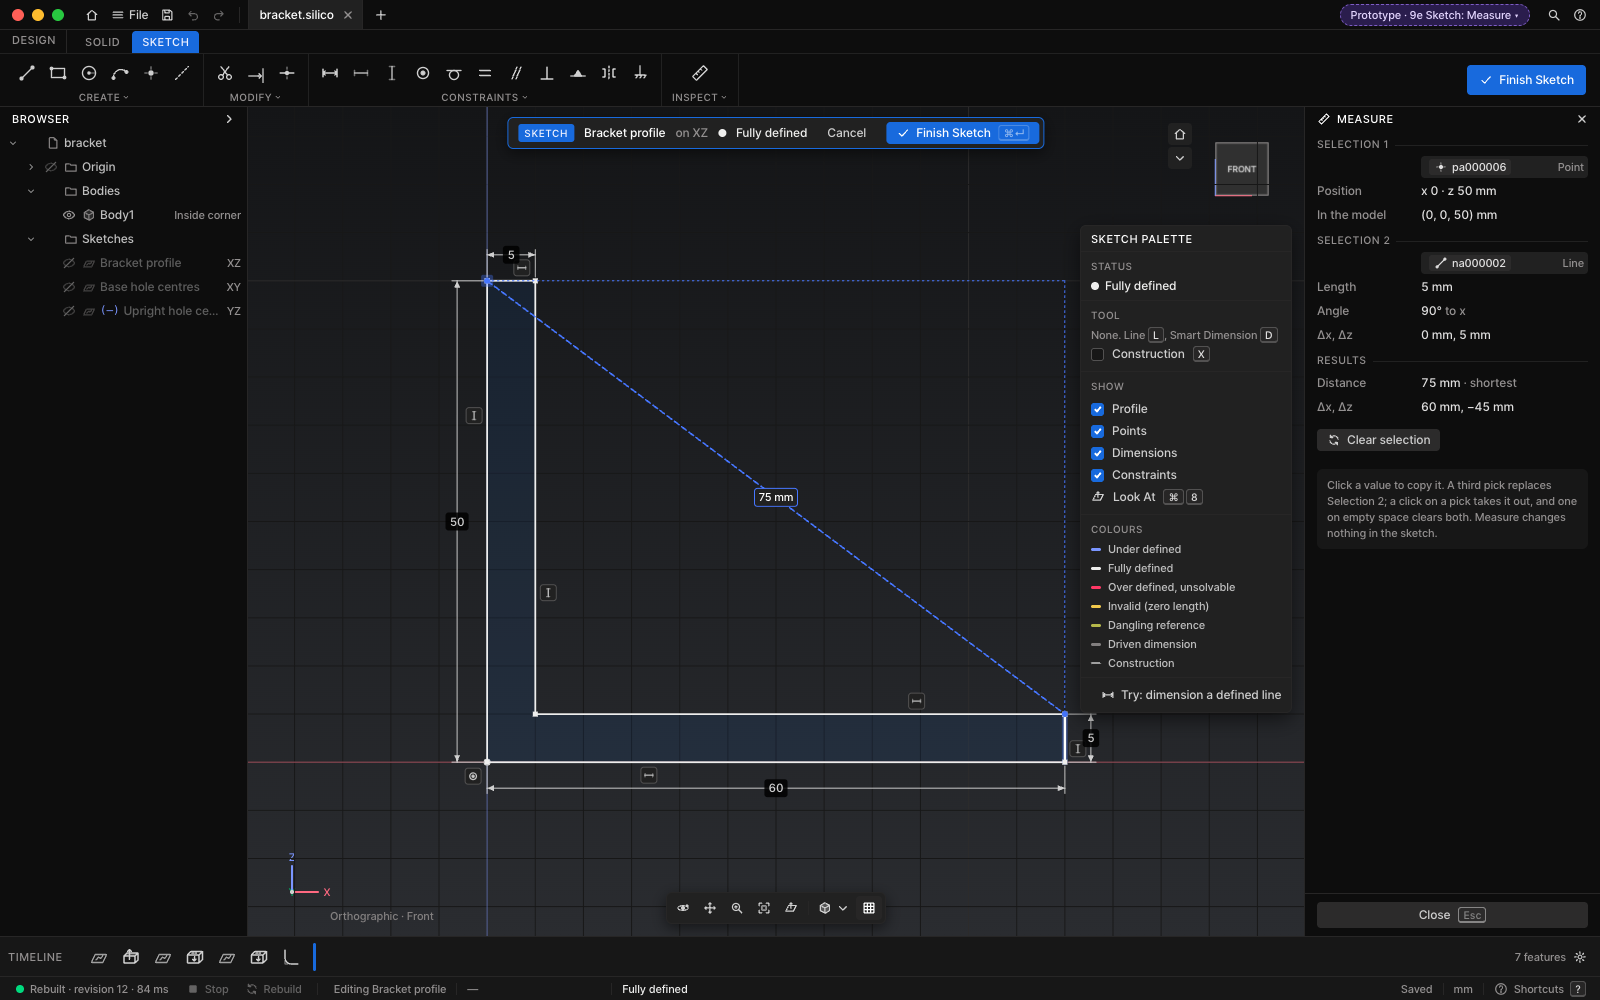 File
bracket.silico
Prototype · 9e Sketch: Measure
DESIGN
SOLID
SKETCH
CREATE
MODIFY
CONSTRAINTS
INSPECT
Finish Sketch
BROWSER
bracket
Origin
Bodies
Body1 Inside corner
Sketches
Bracket profile XZ
Base hole centres XY
(–) Upright hole ce... YZ
SKETCH Bracket profile on XZ Fully defined Cancel Finish Sketch ⌘↵
FRONT
5
50
75 mm
5
60
Z
X
Orthographic · Front
SKETCH PALETTE
STATUS
Fully defined
TOOL
None. Line L, Smart Dimension D
Construction X
SHOW
Profile
Points
Dimensions
Constraints
Look At ⌘ 8
COLOURS
Under defined
Fully defined
Over defined, unsolvable
Invalid (zero length)
Dangling reference
Driven dimension
Construction
Try: dimension a defined line
MEASURE
SELECTION 1
pa000006 Point
Position x 0 · z 50 mm
In the model (0, 0, 50) mm
SELECTION 2
na000002 Line
Length 5 mm
Angle 90° to x
Δx, Δz 0 mm, 5 mm
RESULTS
Distance 75 mm · shortest
Δx, Δz 60 mm, −45 mm
Clear selection
Click a value to copy it. A third pick replaces
Selection 2; a click on a pick takes it out, and one
on empty space clears both. Measure changes
nothing in the sketch.
Close Esc
TIMELINE
7 features
Rebuilt · revision 12 · 84 ms
Stop
Rebuild
Editing Bracket profile
—
Fully defined
Saved
mm
Shortcuts ?